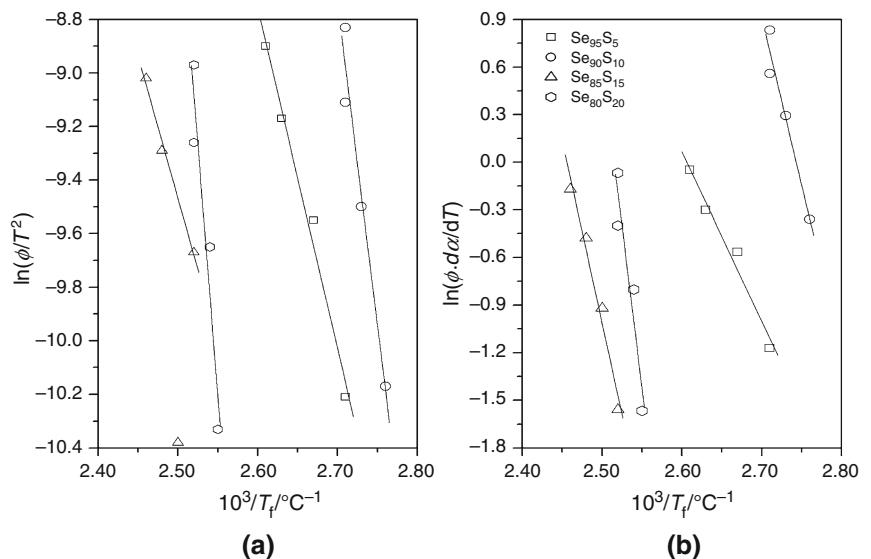 –8.8
–9.0
–9.2
–9.4
–9.6
–9.8
–10.0
–10.2
–10.4
ln(ϕ/T²)
2.40 2.50 2.60 2.70 2.80
10³/T_f/°C⁻¹
(a)
0.9
0.6
0.3
0.0
–0.3
–0.6
–0.9
–1.2
–1.5
–1.8
ln(ϕ.dα/dT)
Se₉₅S₅
Se₉₀S₁₀
Se₈₅S₁₅
Se₈₀S₂₀
2.40 2.50 2.60 2.70 2.80
10³/T_f/°C⁻¹
(b)